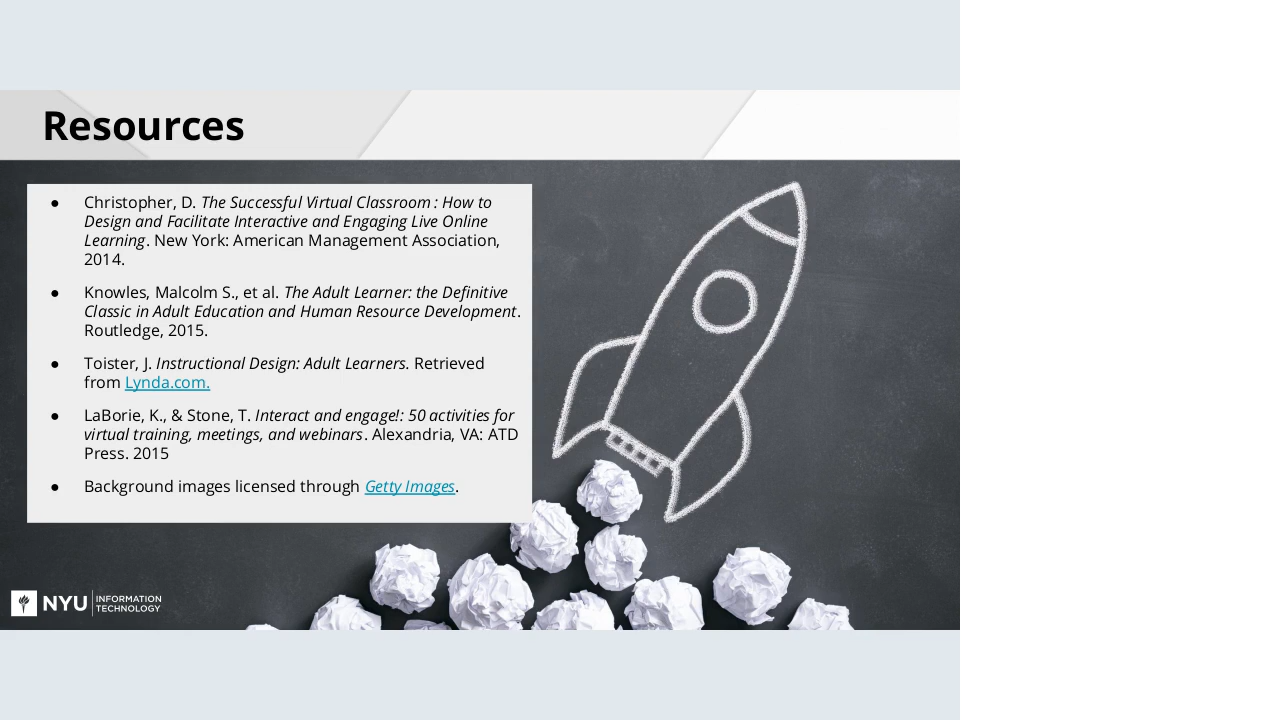 Resources
● Christopher, D. The Successful Virtual Classroom : How to
Design and Facilitate Interactive and Engaging Live Online
Learning. New York: American Management Association,
2014.
● Knowles, Malcolm S., et al. The Adult Learner: the Definitive
Classic in Adult Education and Human Resource Development.
Routledge, 2015.
● Toister, J. Instructional Design: Adult Learners. Retrieved
from Lynda.com.
● LaBorie, K., & Stone, T. Interact and engage!: 50 activities for
virtual training, meetings, and webinars. Alexandria, VA: ATD
Press. 2015
● Background images licensed through Getty Images.
NYU INFORMATION
TECHNOLOGY